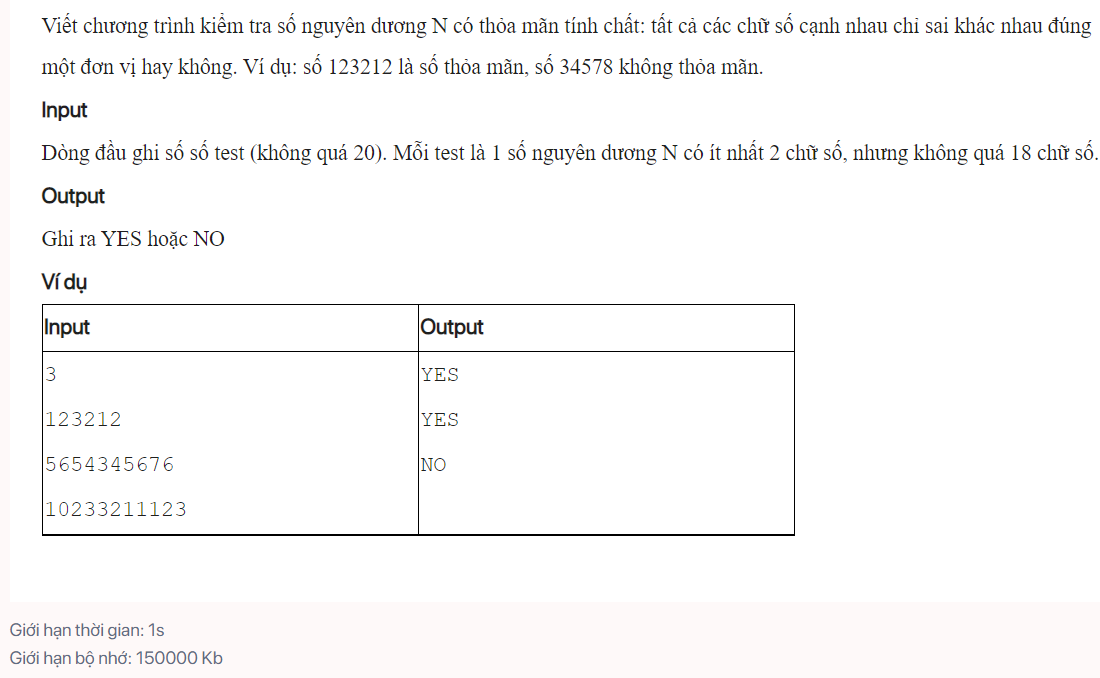 Viết chương trình kiểm tra số nguyên dương N có thỏa mãn tính chất: tất cả các chữ số cạnh nhau chỉ sai khác nhau đúng
một đơn vị hay không. Ví dụ: số 123212 là số thỏa mãn, số 34578 không thỏa mãn.
Input
Dòng đầu ghi số số test (không quá 20). Mỗi test là 1 số nguyên dương N có ít nhất 2 chữ số, nhưng không quá 18 chữ số.
Output
Ghi ra YES hoặc NO
Ví dụ
Input Output
3 YES
123212 YES
5654345676 NO
10233211123
Giới hạn thời gian: 1s
Giới hạn bộ nhớ: 150000 Kb